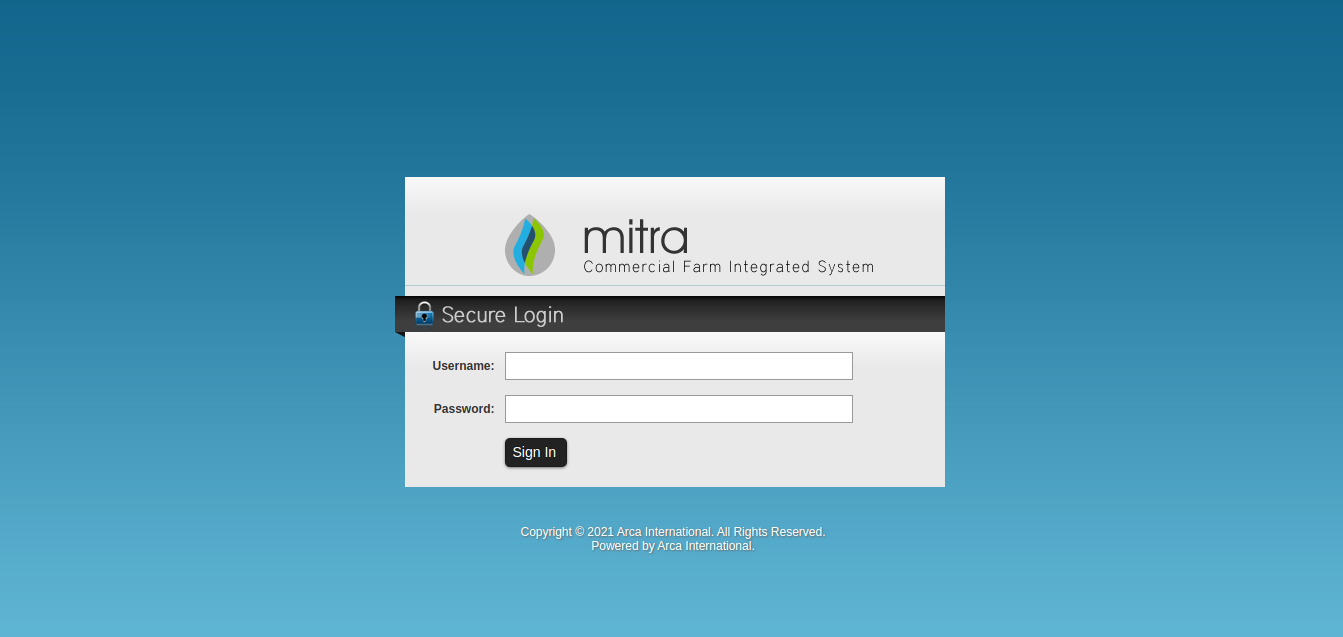 mitra
Commercial Farm Integrated System
Secure Login
Username:
Password:
Sign In
Copyright © 2021 Arca International. All Rights Reserved.
Powered by Arca International.